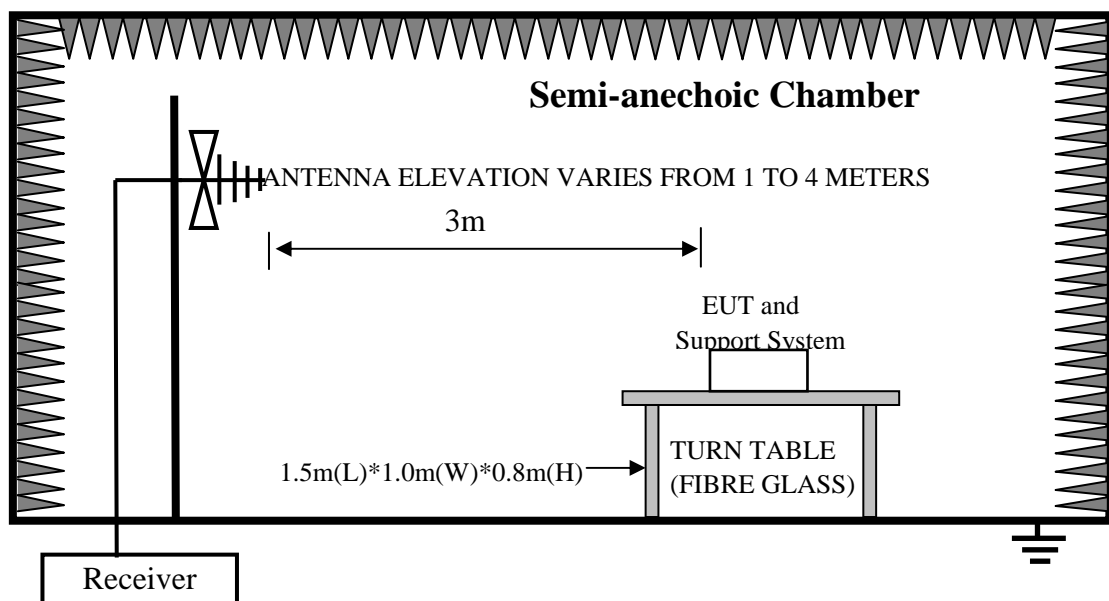 Semi-anechoic Chamber
ANTENNA ELEVATION VARIES FROM 1 TO 4 METERS
3m
EUT and
Support System
1.5m(L)*1.0m(W)*0.8m(H)
TURN TABLE
(FIBRE GLASS)
Receiver